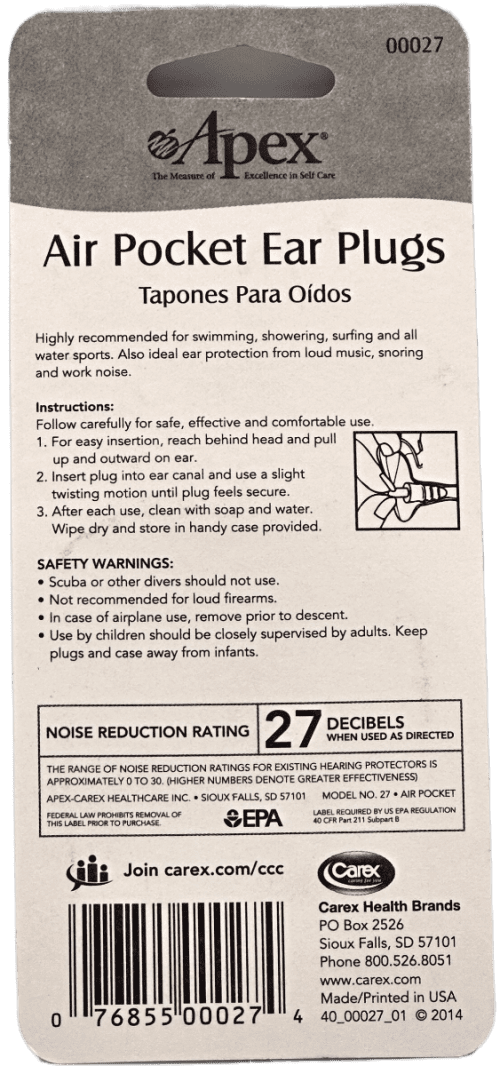 00027
Apex®
The Measure of Excellence in Self Care
Air Pocket Ear Plugs
Tapones Para Oídos
Highly recommended for swimming, showering, surfing and all
water sports. Also ideal ear protection from loud music, snoring
and work noise.
Instructions:
Follow carefully for safe, effective and comfortable use.
1. For easy insertion, reach behind head and pull
up and outward on ear.
2. Insert plug into ear canal and use a slight
twisting motion until plug feels secure.
3. After each use, clean with soap and water.
Wipe dry and store in handy case provided.
SAFETY WARNINGS:
• Scuba or other divers should not use.
• Not recommended for loud firearms.
• In case of airplane use, remove prior to descent.
• Use by children should be closely supervised by adults. Keep
plugs and case away from infants.
NOISE REDUCTION RATING
27 DECIBELS
WHEN USED AS DIRECTED
THE RANGE OF NOISE REDUCTION RATINGS FOR EXISTING HEARING PROTECTORS IS
APPROXIMATELY 0 TO 30. (HIGHER NUMBERS DENOTE GREATER EFFECTIVENESS)
APEX-CAREX HEALTHCARE INC. • SIOUX FALLS, SD 57101 MODEL NO. 27 • AIR POCKET
FEDERAL LAW PROHIBITS REMOVAL OF
THIS LABEL PRIOR TO PURCHASE.
EPA
LABEL REQUIRED BY US EPA REGULATION
40 CFR Part 211 Subpart B
Join carex.com/ccc
Carex
Carex Health Brands
PO Box 2526
Sioux Falls, SD 57101
Phone 800.526.8051
www.carex.com
Made/Printed in USA
40_00027_01 © 2014
0 76855 00027 4